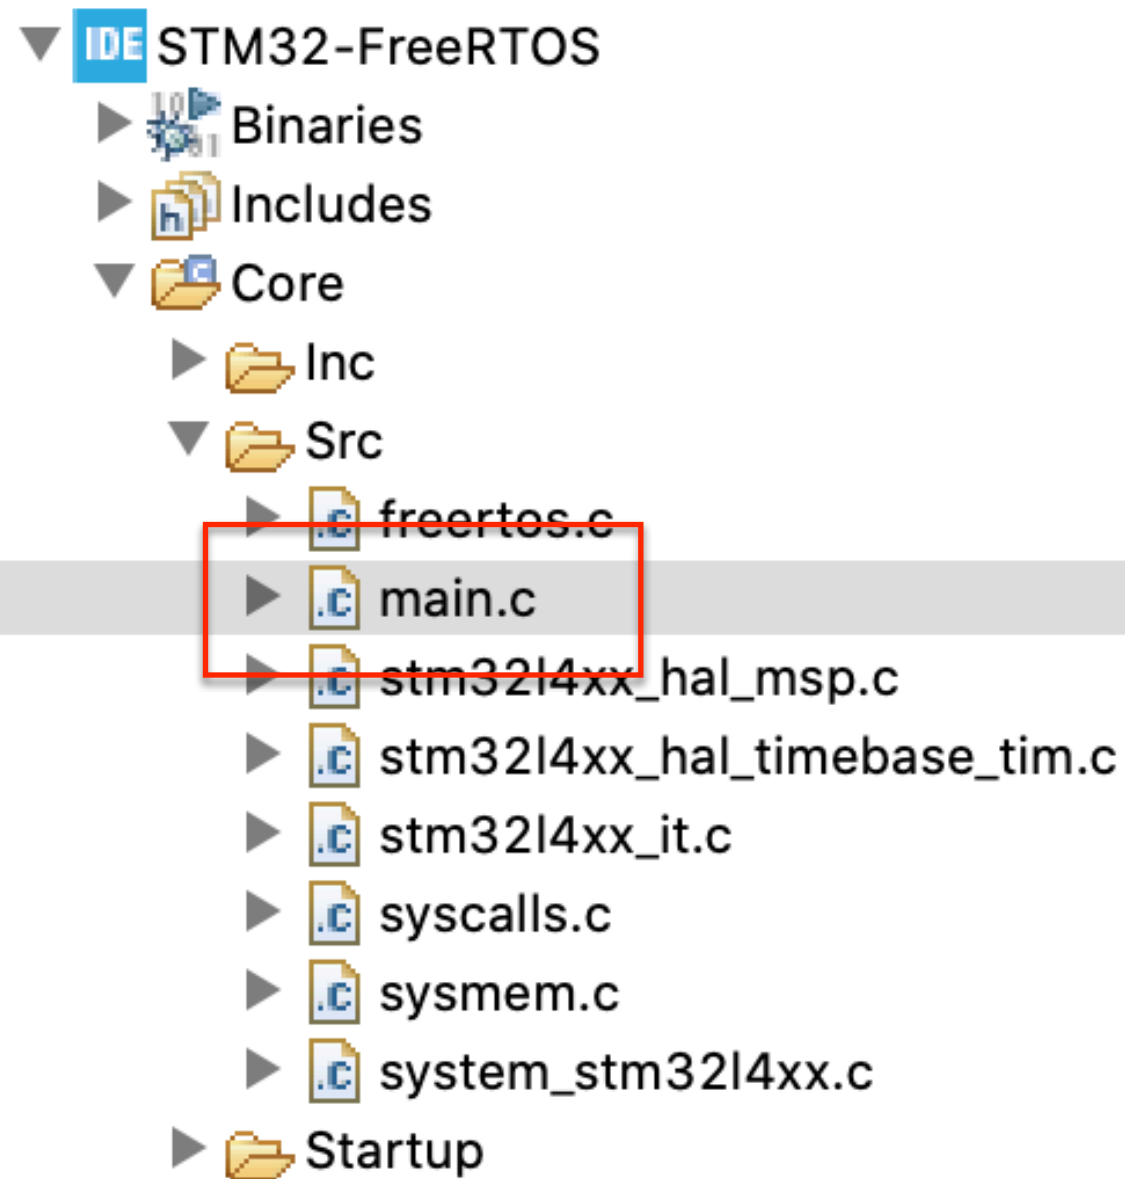 IDE STM32-FreeRTOS
Binaries
Includes
Core
Inc
Src
.c freertos.c
.c main.c
.c stm32l4xx_hal_msp.c
.c stm32l4xx_hal_timebase_tim.c
.c stm32l4xx_it.c
.c syscalls.c
.c sysmem.c
.c system_stm32l4xx.c
Startup